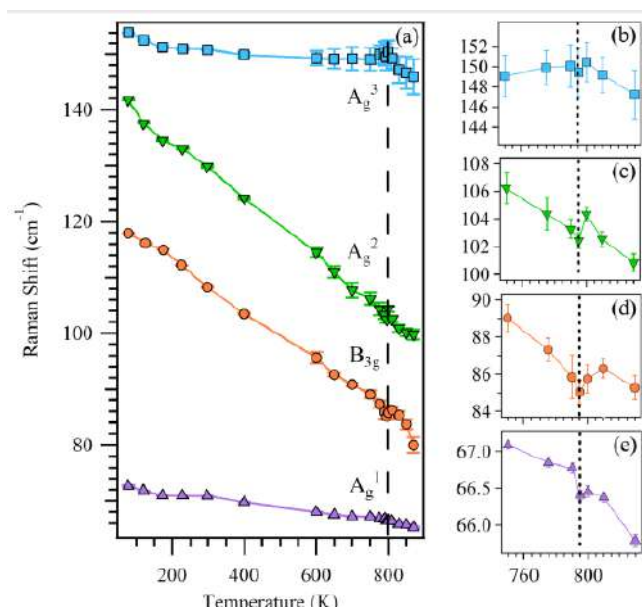 (a)
Raman Shift (cm⁻¹)
140
120
100
80
A_g^3
A_g^2
B_3g
A_g^1
200 400 600 800
Temperature (K)
(b)
152
150
148
146
144
(c)
108
106
104
102
100
(d)
90
88
86
84
(e)
67.0
66.5
66.0
760 800